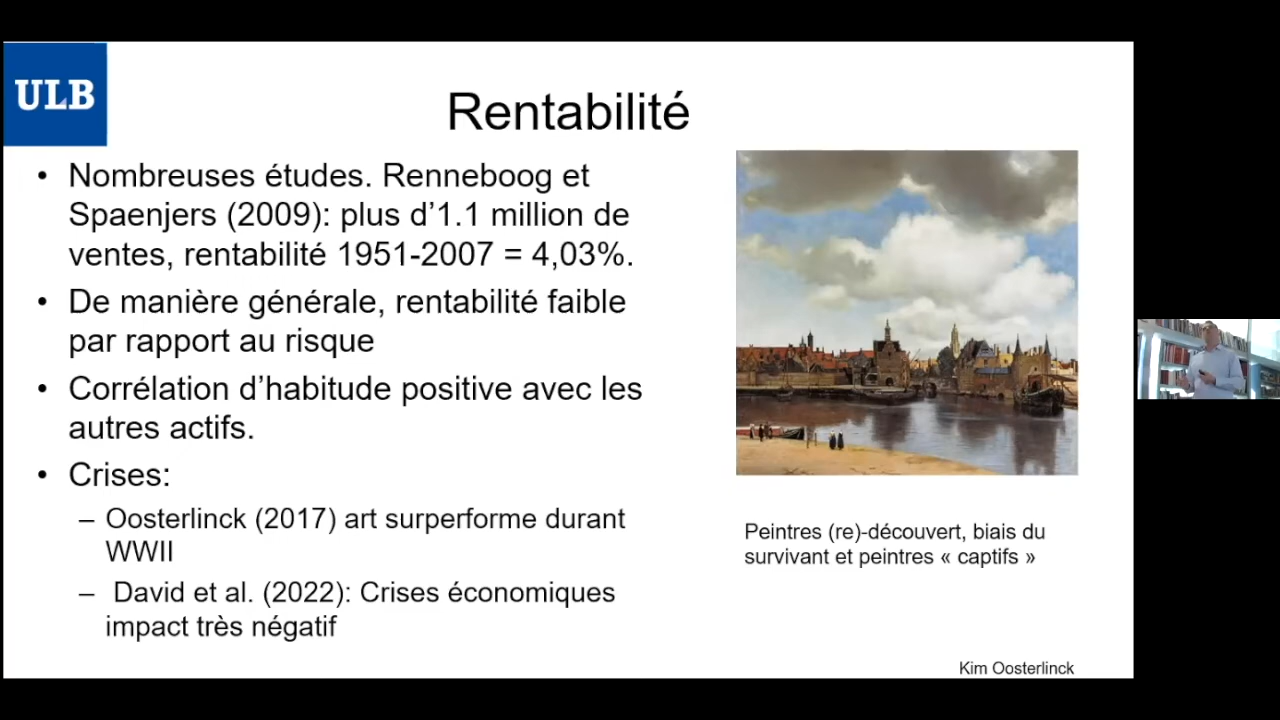 ULB
Rentabilité
• Nombreuses études. Renneboog et
Spaenjers (2009): plus d’1.1 million de
ventes, rentabilité 1951-2007 = 4,03%.
• De manière générale, rentabilité faible
par rapport au risque
• Corrélation d’habitude positive avec les
autres actifs.
• Crises:
– Oosterlinck (2017) art surperforme durant
WWII
– David et al. (2022): Crises économiques
impact très négatif
Peintres (re)-découvert, biais du
survivant et peintres « captifs »
Kim Oosterlinck